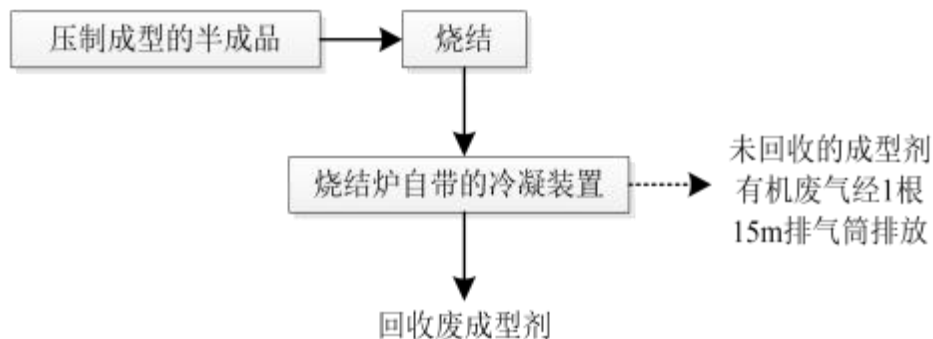 压制成型的半成品
烧结
烧结炉自带的冷凝装置
未回收的成型剂
有机废气经1根
15m排气筒排放
回收废成型剂